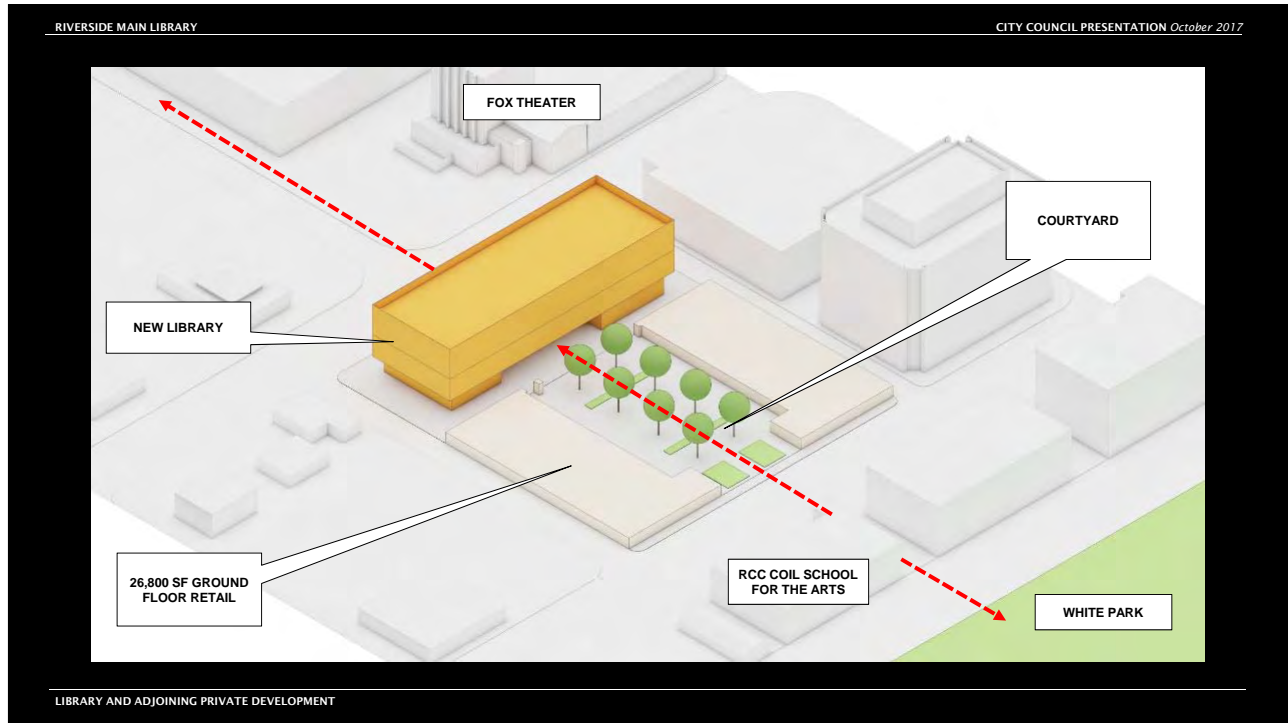 RIVERSIDE MAIN LIBRARY
CITY COUNCIL PRESENTATION October 2017
FOX THEATER
COURTYARD
NEW LIBRARY
26,800 SF GROUND
FLOOR RETAIL
RCC COIL SCHOOL
FOR THE ARTS
WHITE PARK
LIBRARY AND ADJOINING PRIVATE DEVELOPMENT